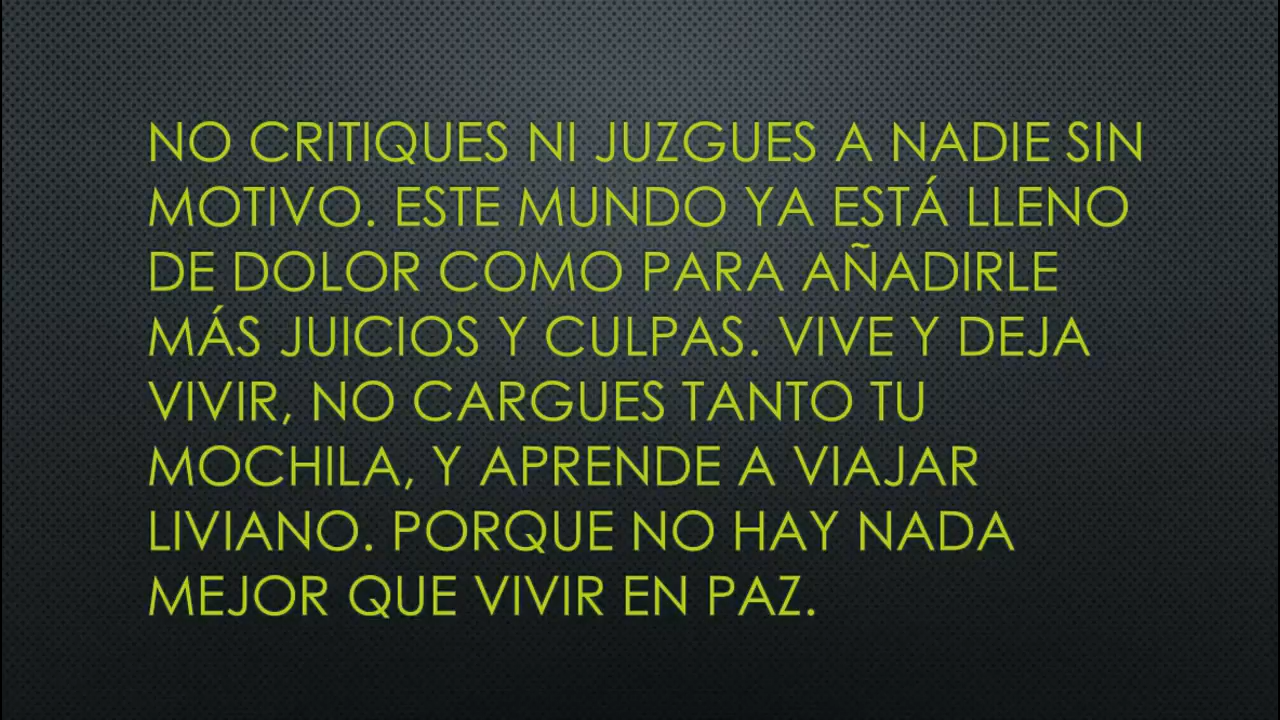 NO CRITIQUES NI JUZGUES A NADIE SIN
MOTIVO. ESTE MUNDO YA ESTÁ LLENO
DE DOLOR COMO PARA AÑADIRLE
MÁS JUICIOS Y CULPAS. VIVE Y DEJA
VIVIR, NO CARGUES TANTO TU
MOCHILA, Y APRENDE A VIAJAR
LIVIANO. PORQUE NO HAY NADA
MEJOR QUE VIVIR EN PAZ.